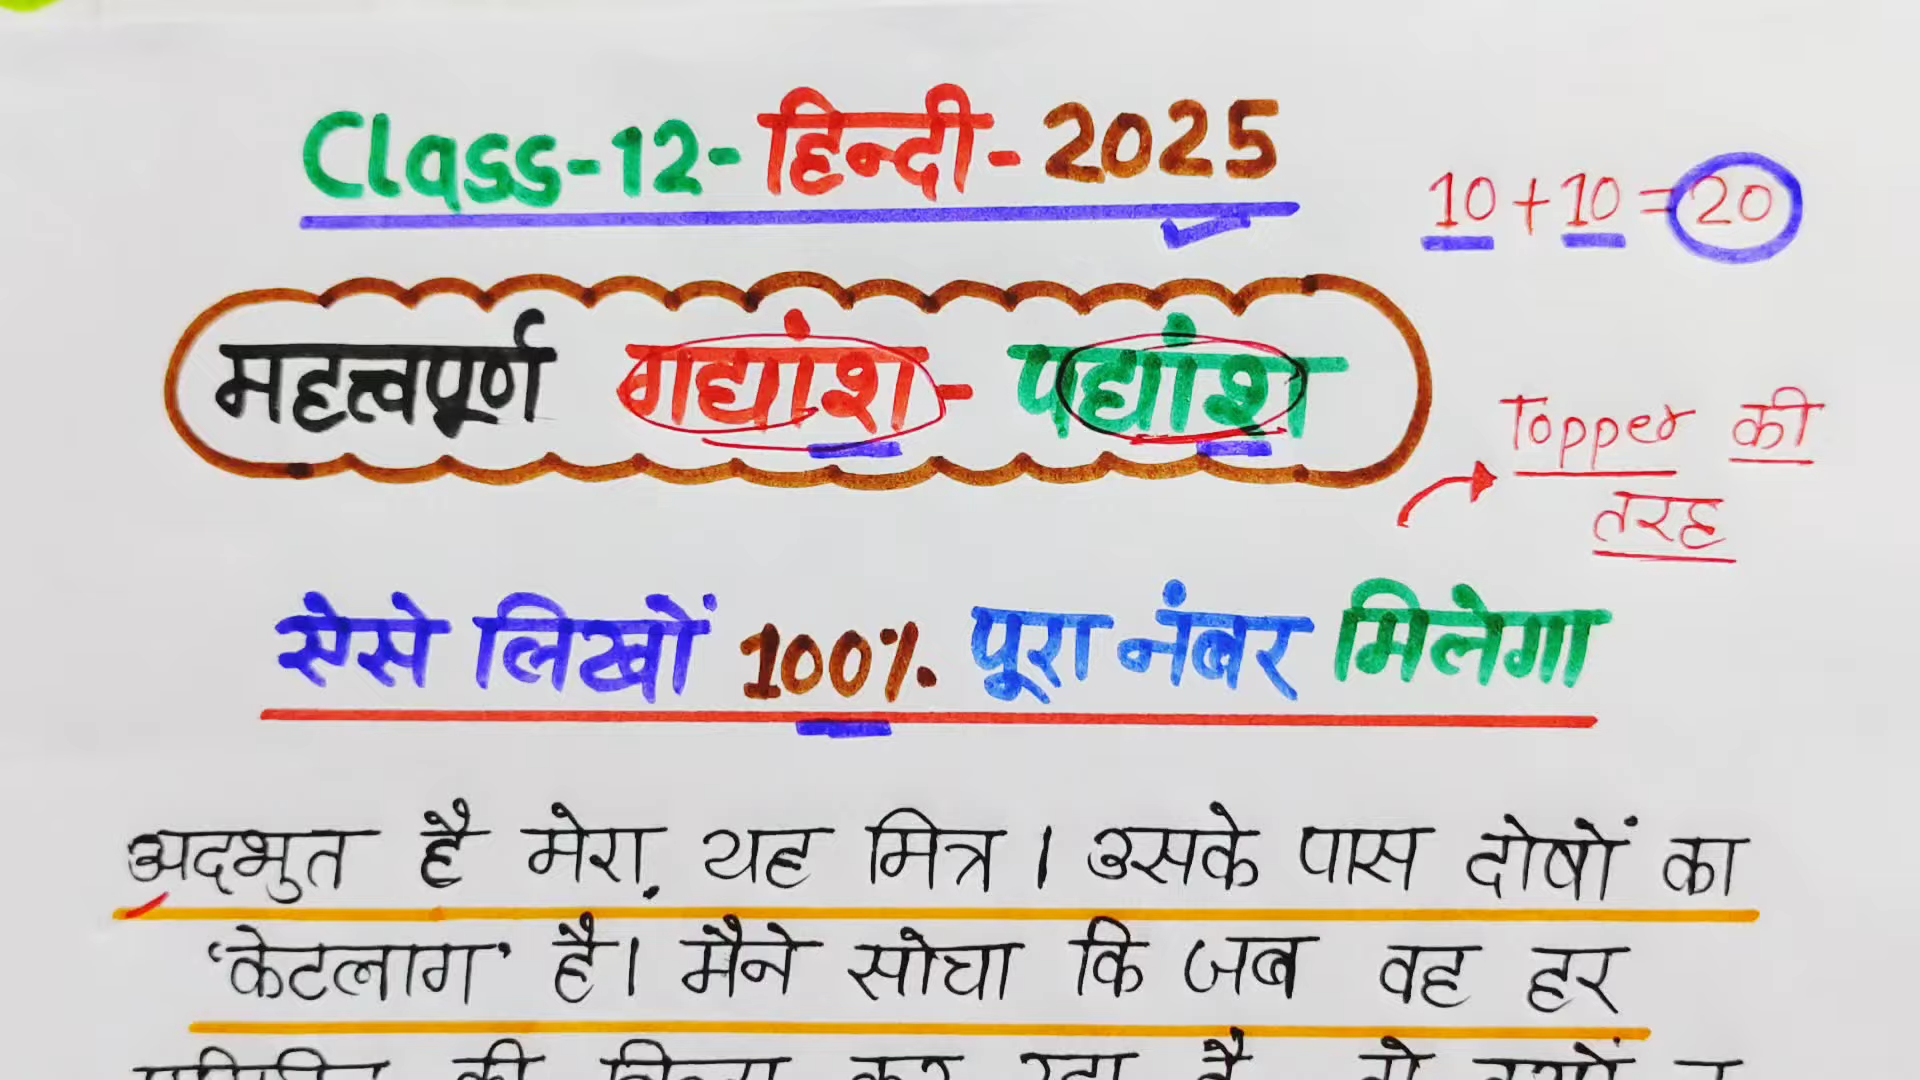 Class-12-हिन्दी-2025
10+10=20
महत्त्वपूर्ण गद्यांश-पद्यांश
Topper की
तरह
ऐसे लिखों 100% पूरा नंबर मिलेगा
अदभुत है मेरा यह मित्र। उसके पास दोषों का
'केटलाग' है। मैने सोचा कि जब वह हर